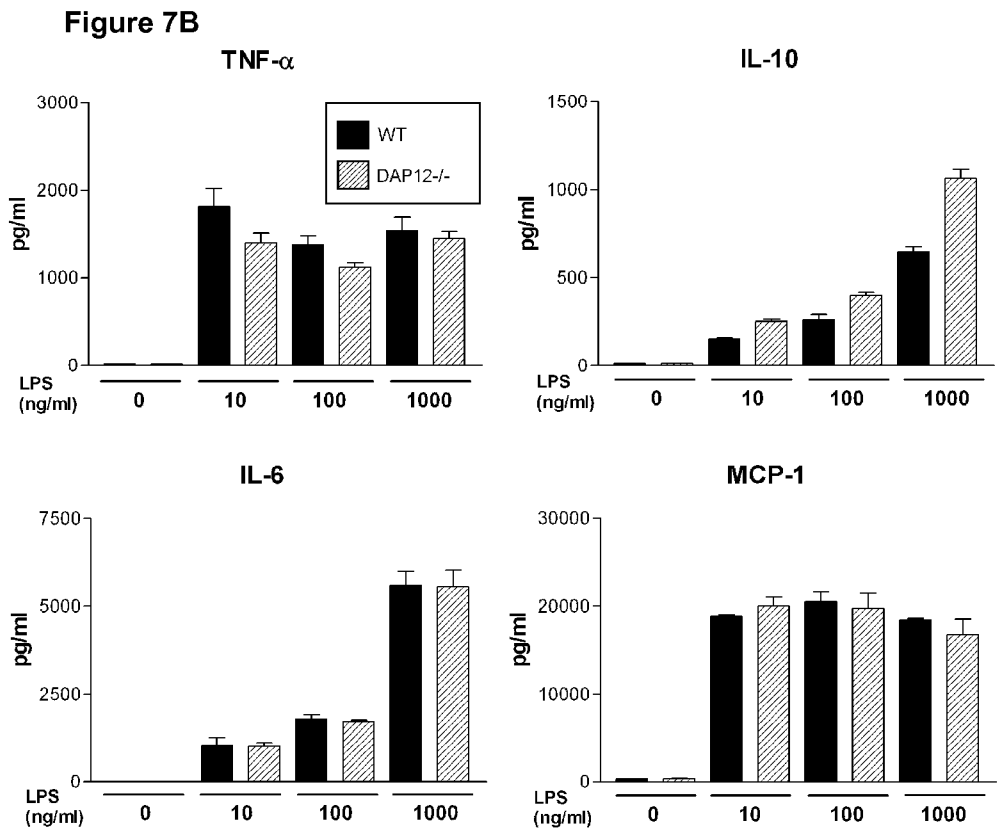 Figure 7B
TNF-α
3000
2000
1000
0
pg/ml
WT
DAP12-/-
LPS
(ng/ml)
0 10 100 1000
IL-10
1500
1000
500
0
pg/ml
LPS
(ng/ml)
0 10 100 1000
IL-6
7500
5000
2500
0
pg/ml
LPS
(ng/ml)
0 10 100 1000
MCP-1
30000
20000
10000
0
pg/ml
LPS
(ng/ml)
0 10 100 1000